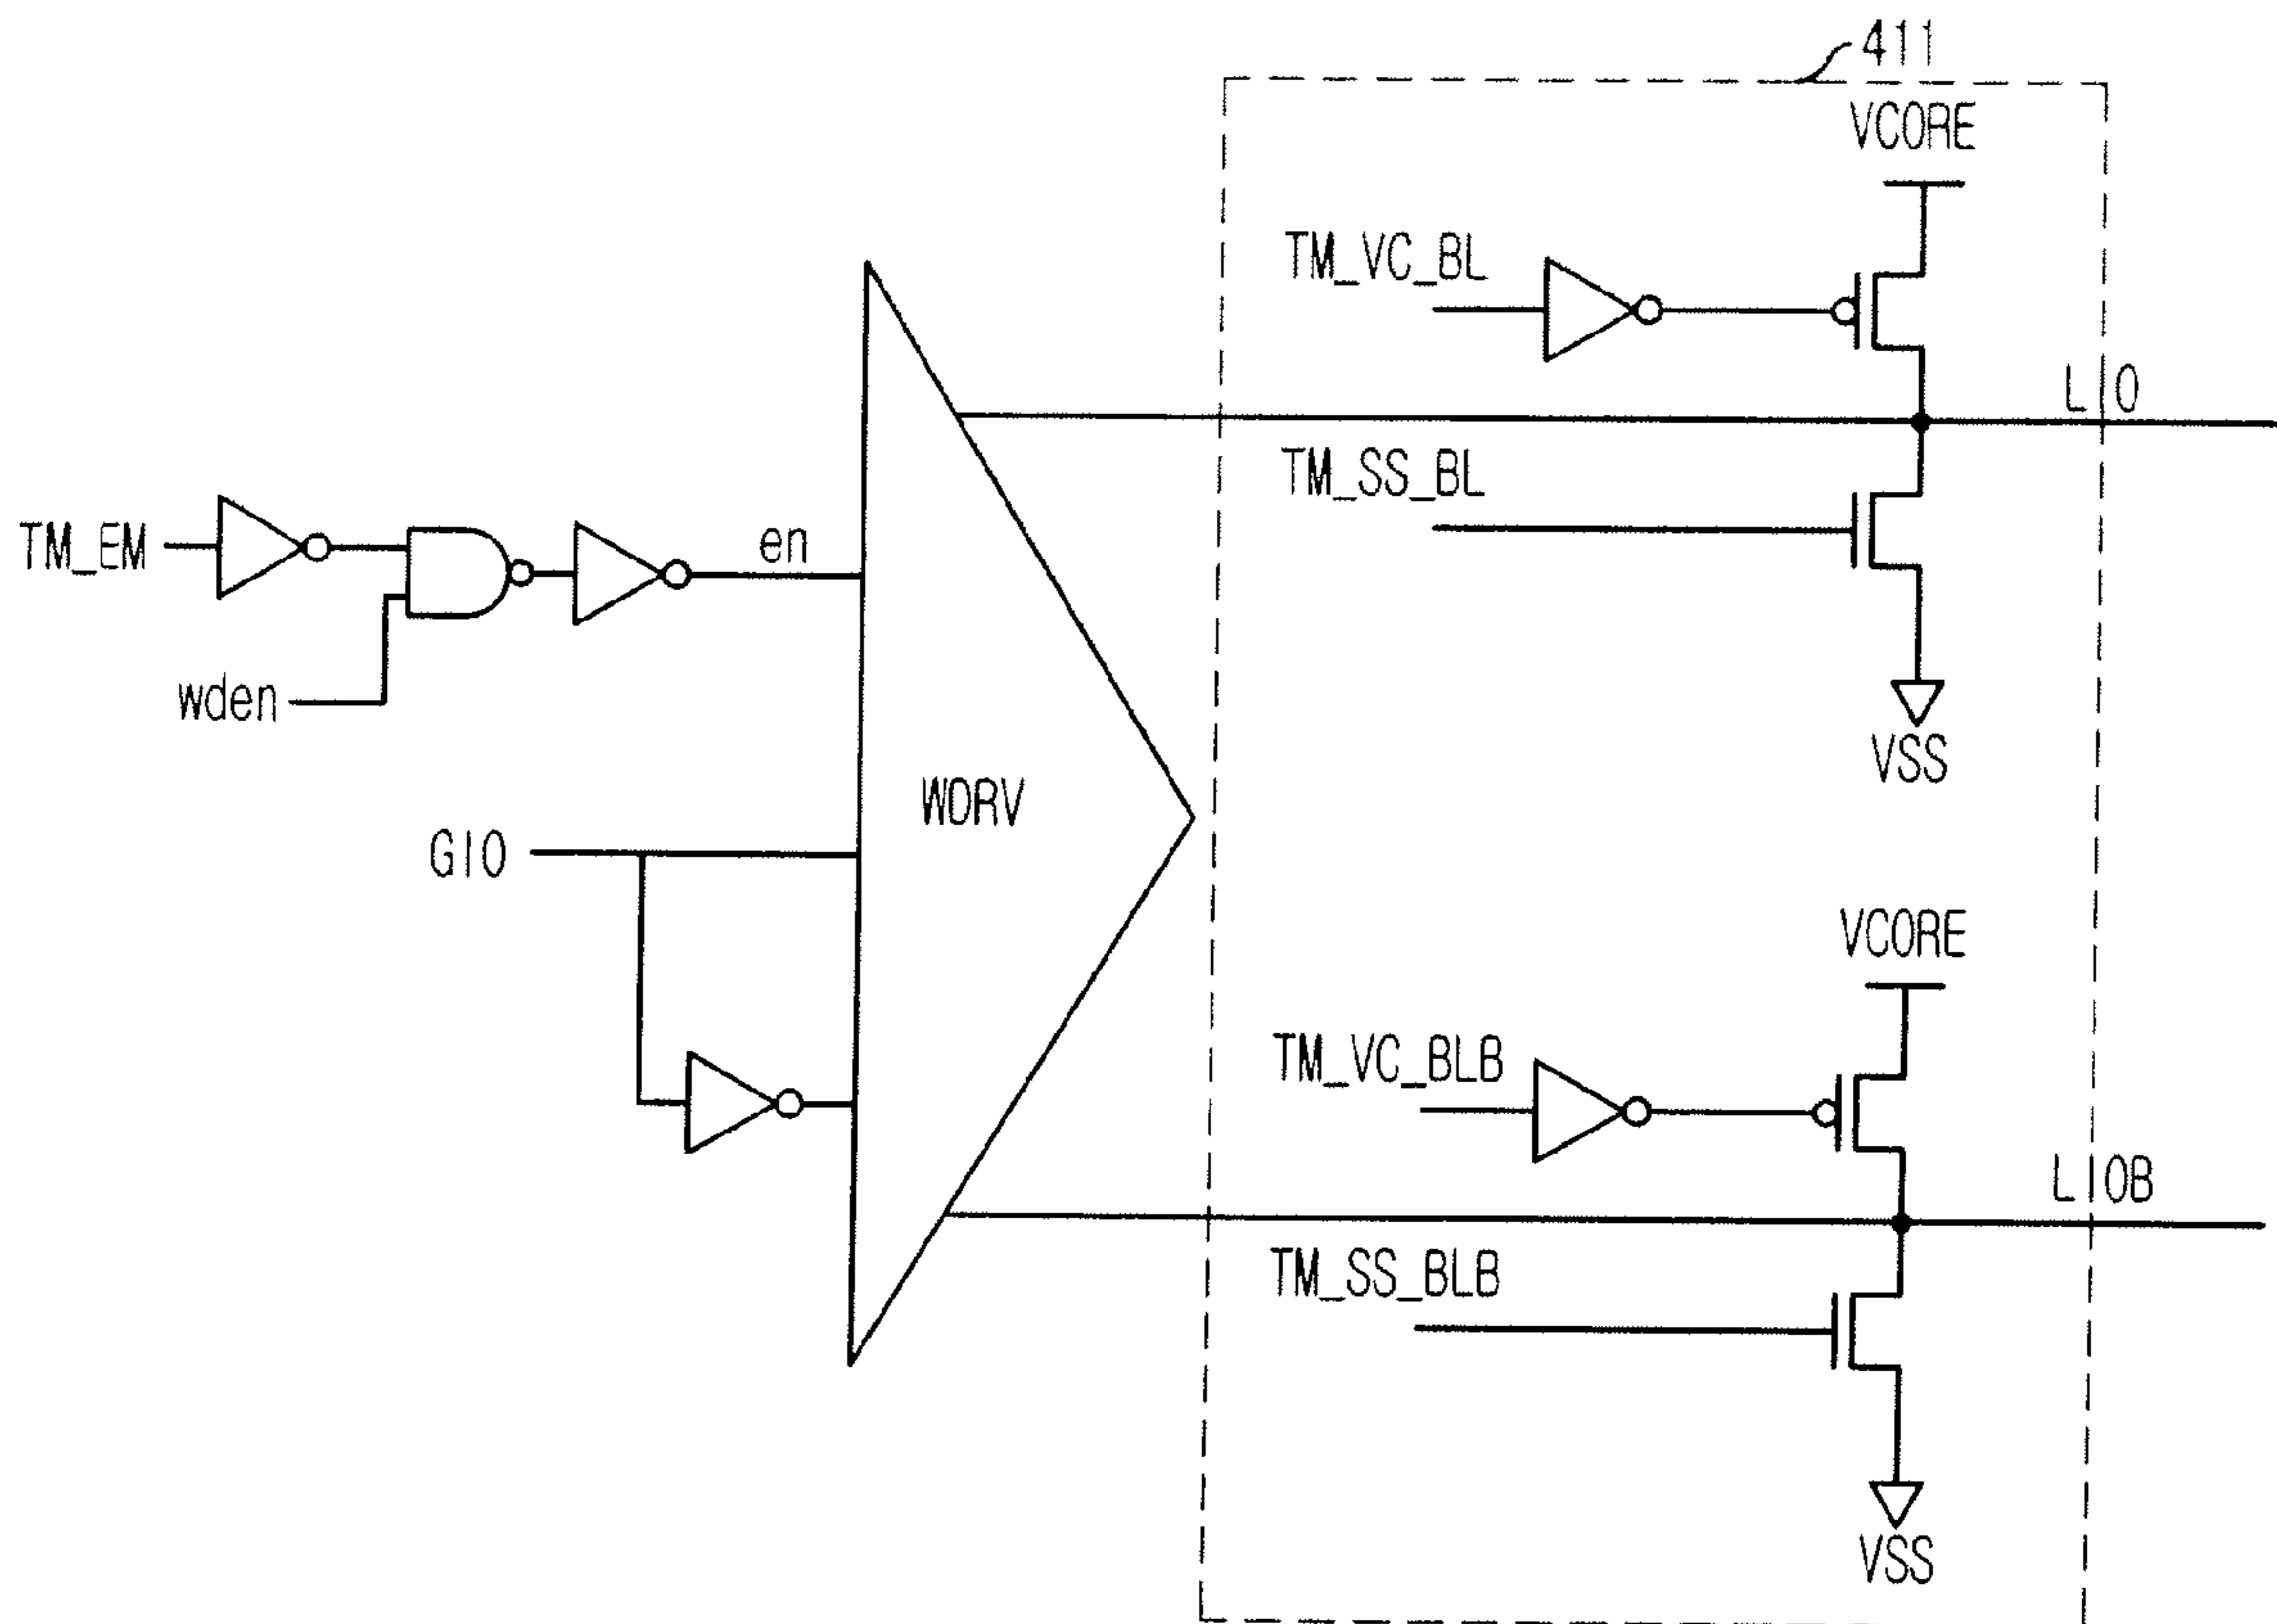 411
VCORE
TM_VC_BL
LIO
TM_SS_BL
TM_EM
en
wden
VSS
WDRV
GIO
VCORE
TM_VC_BLB
LIOB
TM_SS_BLB
VSS